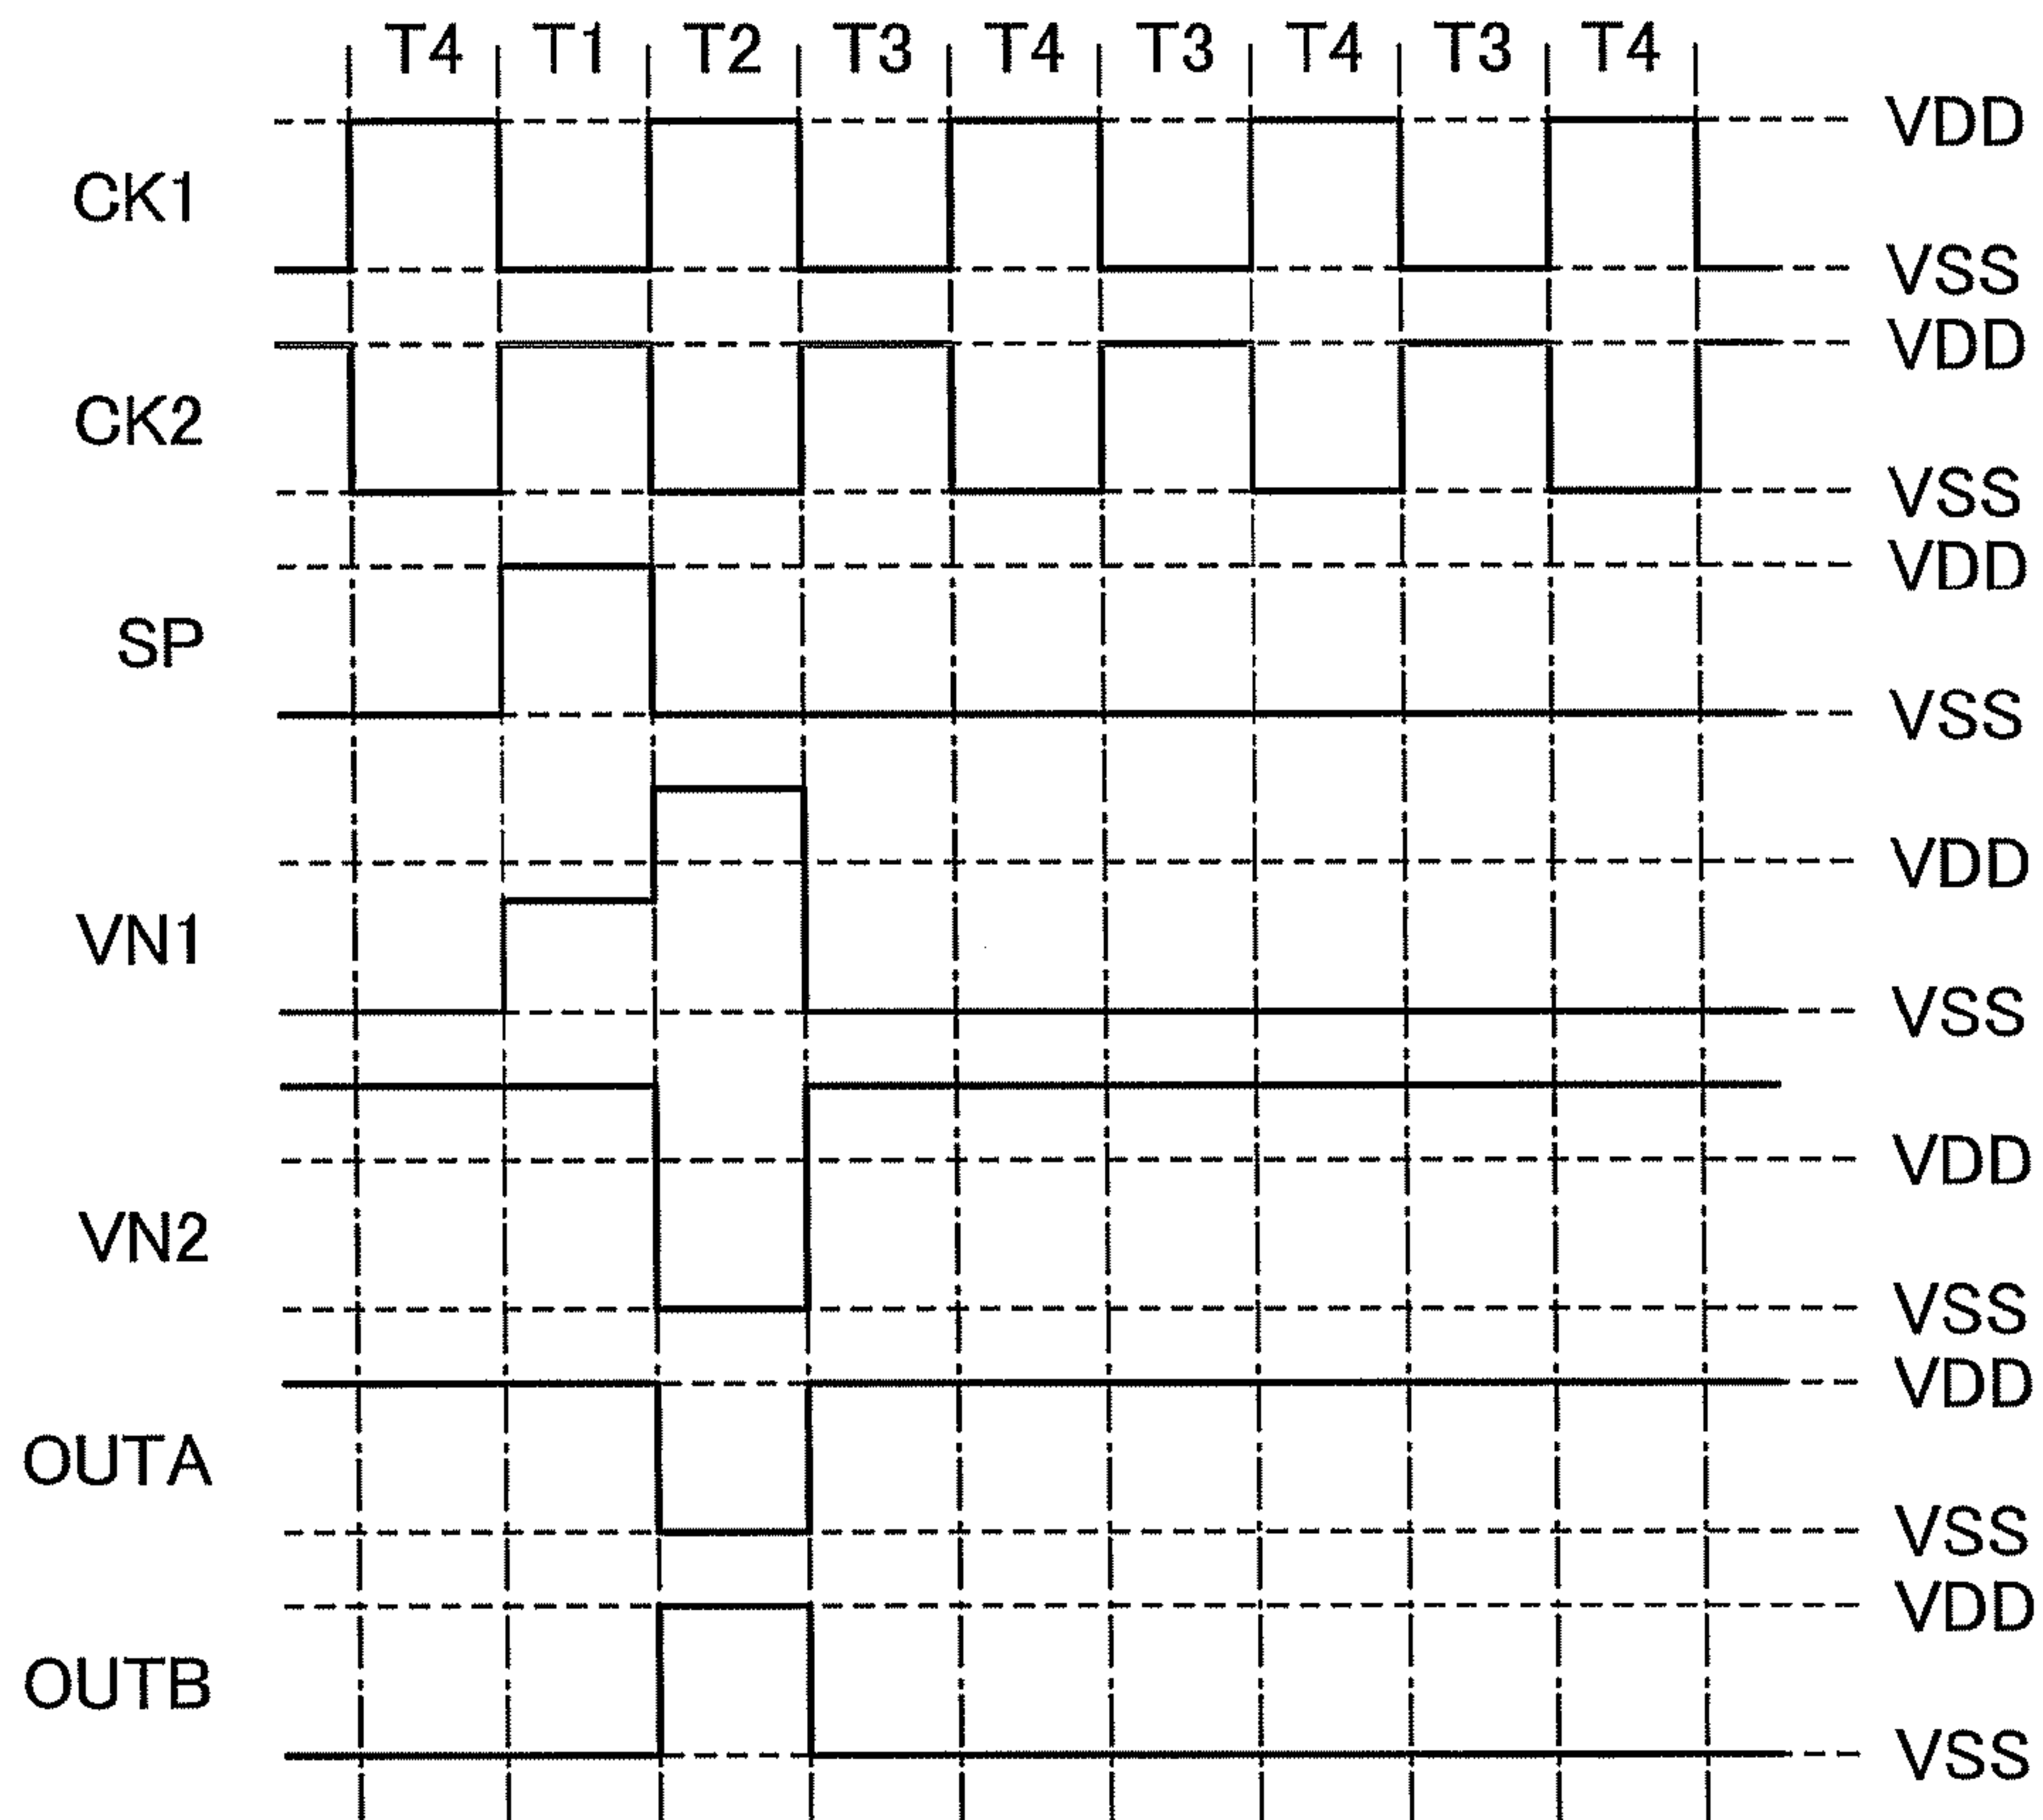 T4 T1 T2 T3 T4 T3 T4 T3 T4
VDD
CK1
VSS
VDD
CK2
VSS
VDD
SP
VSS
VDD
VN1
VSS
VDD
VN2
VSS
VDD
OUTA
VSS
VDD
OUTB
VSS